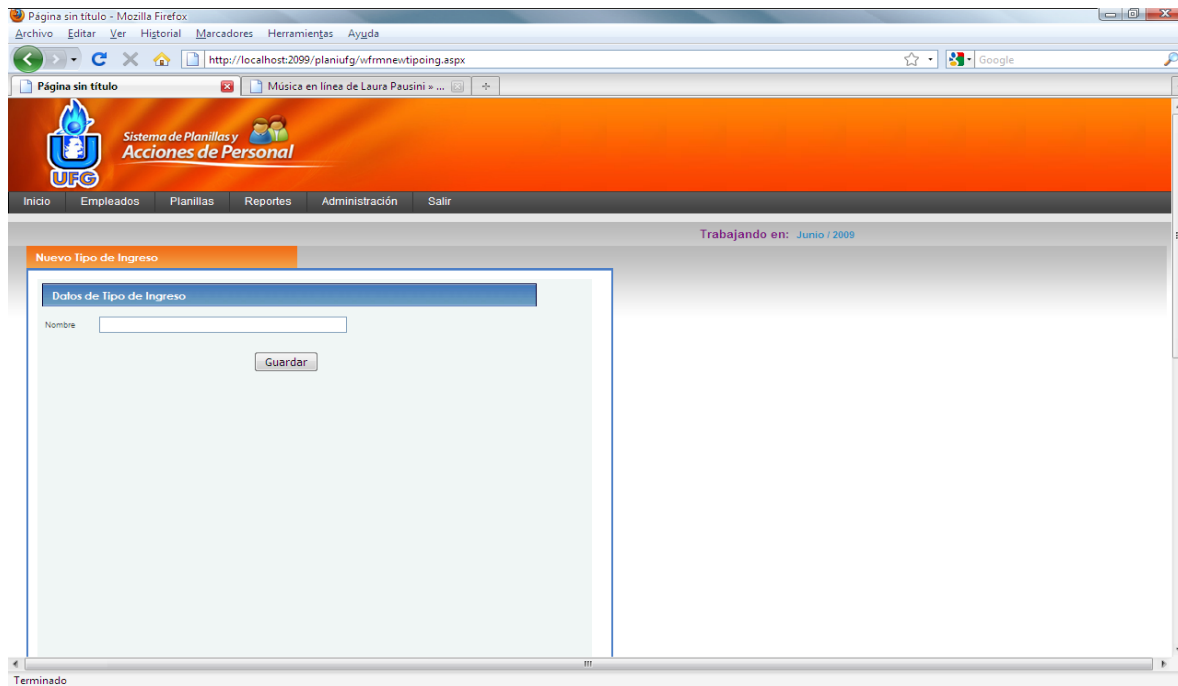 Página sin título - Mozilla Firefox
Archivo Editar Ver Historial Marcadores Herramientas Ayuda
http://localhost:2099/planiufg/wfrmnewtipoing.aspx
Google
Página sin título
Música en línea de Laura Pausini » ...
UFG
Sistema de Planillas y
Acciones de Personal
Inicio Empleados Planillas Reportes Administración Salir
Trabajando en: Junio / 2009
Nuevo Tipo de Ingreso
Datos de Tipo de Ingreso
Nombre
Guardar
Terminado